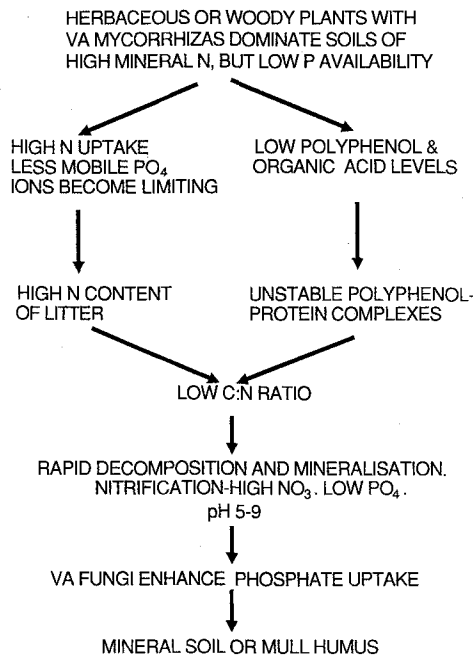 HERBACEOUS OR WOODY PLANTS WITH
VA MYCORRHIZAS DOMINATE SOILS OF
HIGH MINERAL N, BUT LOW P AVAILABILITY
HIGH N UPTAKE
LESS MOBILE PO₄
IONS BECOME LIMITING
LOW POLYPHENOL &
ORGANIC ACID LEVELS
HIGH N CONTENT
OF LITTER
UNSTABLE POLYPHENOL-
PROTEIN COMPLEXES
LOW C:N RATIO
RAPID DECOMPOSITION AND MINERALISATION.
NITRIFICATION-HIGH NO₃. LOW PO₄.
pH 5-9
VA FUNGI ENHANCE PHOSPHATE UPTAKE
MINERAL SOIL OR MULL HUMUS